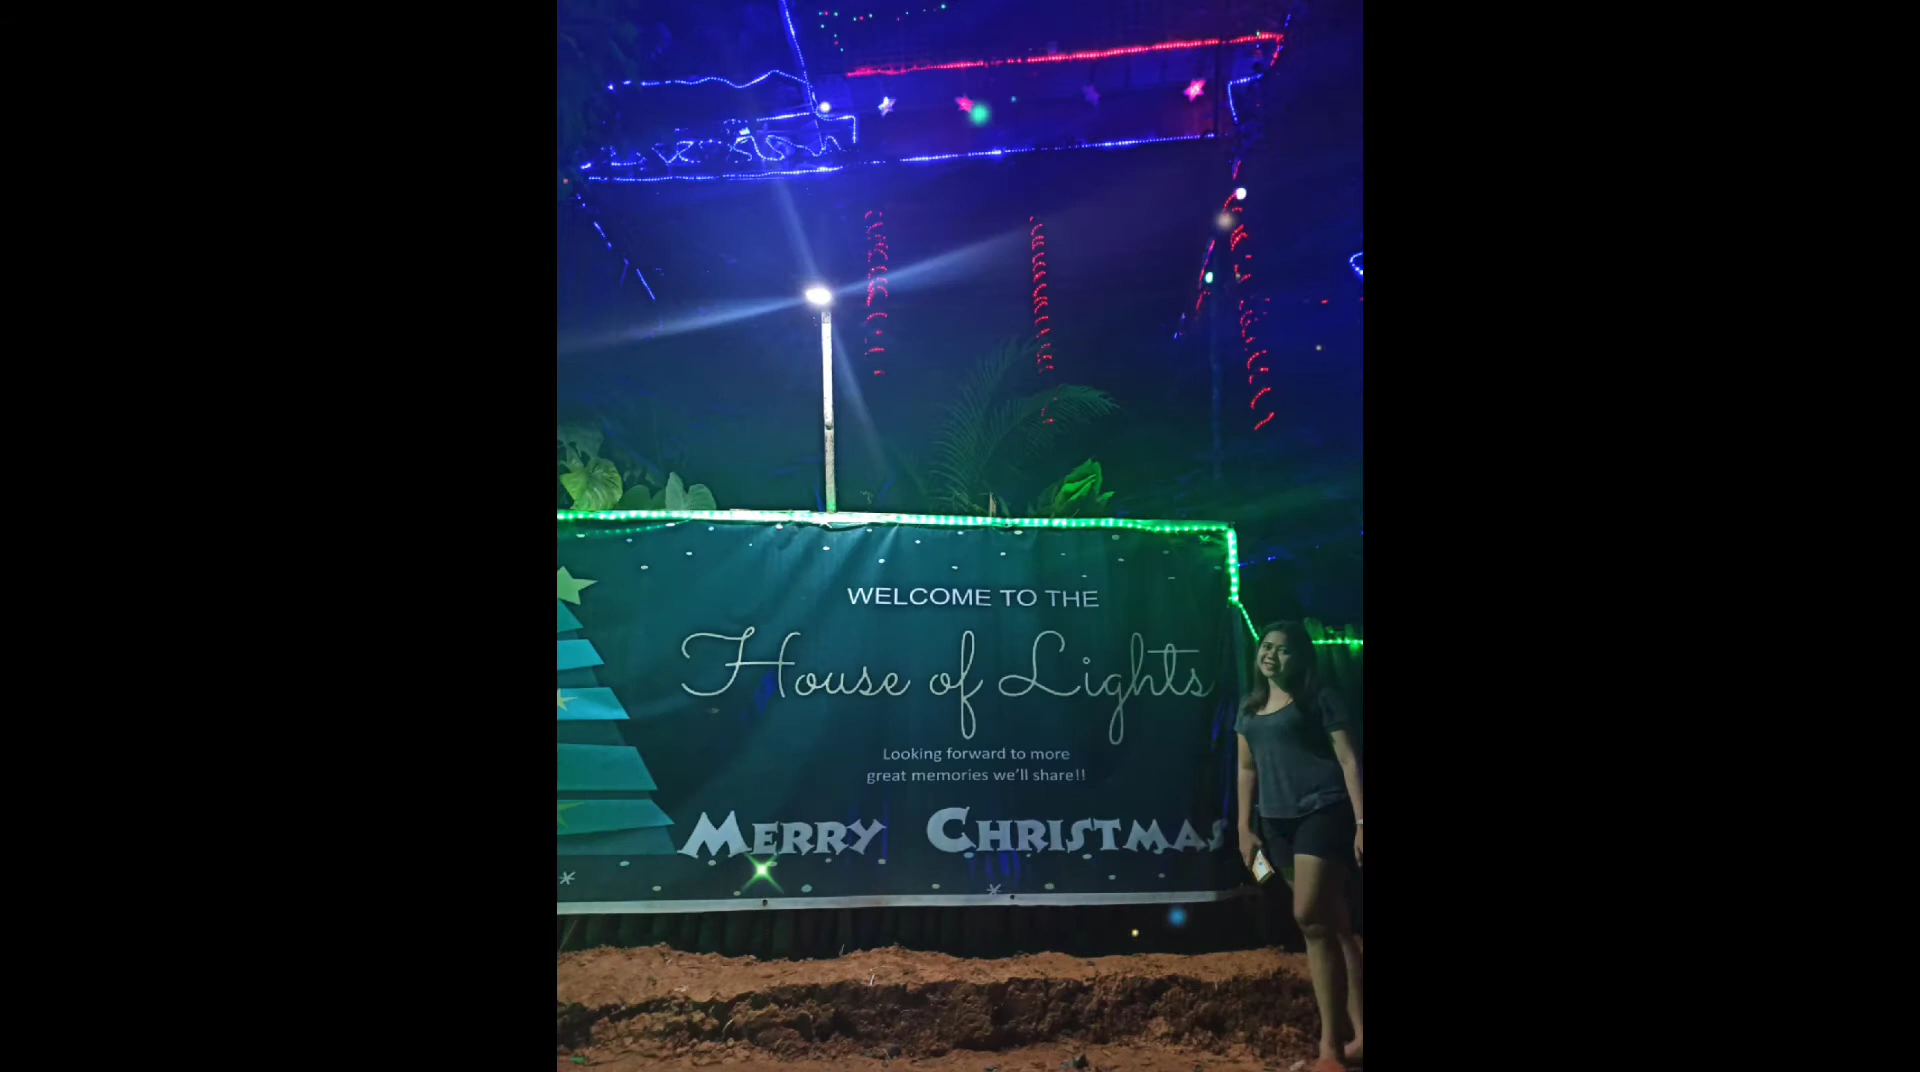 WELCOME TO THE
House of Lights
Looking forward to more
great memories we'll share!!
MERRY CHRISTMAS